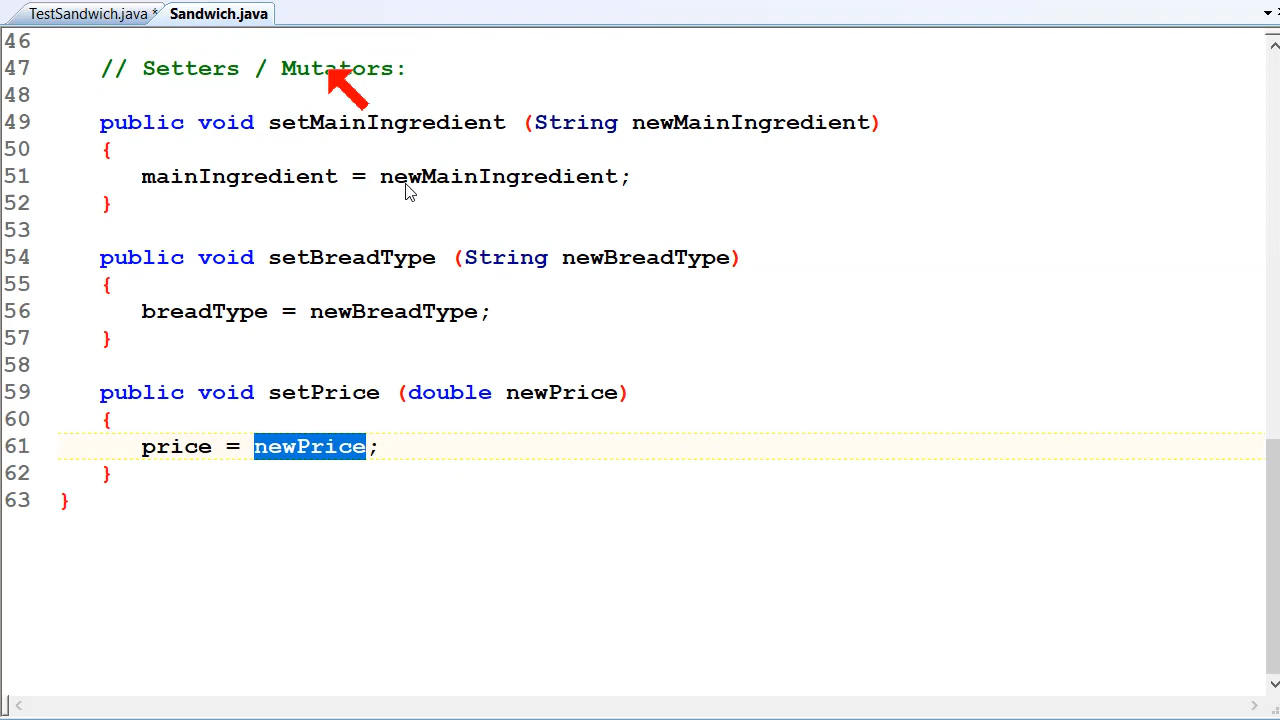 TestSandwich.java * Sandwich.java
46
47 // Setters / Mutators:
48
49 public void setMainIngredient (String newMainIngredient)
50 {
51 mainIngredient = newMainIngredient;
52 }
53
54 public void setBreadType (String newBreadType)
55 {
56 breadType = newBreadType;
57 }
58
59 public void setPrice (double newPrice)
60 {
61 price = newPrice;
62 }
63 }